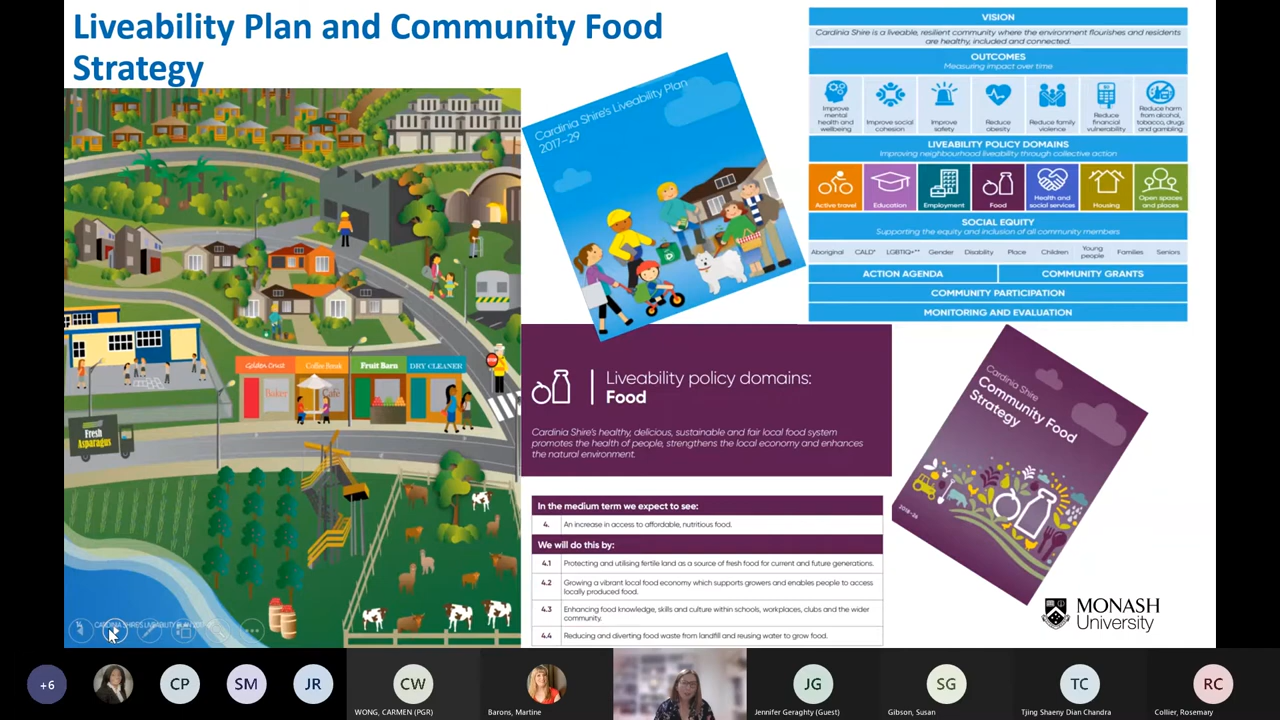 Liveability Plan and Community Food
Strategy
Golden Crust
Baker
Coffee Break
Cafe
Fruit Barn
DRY CLEANER
STOP
Fresh
Asparagus
14
CARDINIA SHIRE'S LIVEABILITY PLAN 2017-
Cardinia Shire's Liveability Plan
2017–29
VISION
Cardinia Shire is a liveable, resilient community where the environment flourishes and residents
are healthy, included and connected.
OUTCOMES
Measuring impact over time
Improve
mental
health and
wellbeing
Improve social
cohesion
Improve
safety
Reduce
obesity
Reduce family
violence
Reduce
financial
vulnerability
Reduce harm
from alcohol,
tobacco, drugs
and gambling
LIVEABILITY POLICY DOMAINS
Improving neighbourhood liveability through collective action
Active travel
Education
Employment
Food
Health and
social services
Housing
Open spaces
and places
SOCIAL EQUITY
Supporting the equity and inclusion of all community members
Aboriginal
CALD*
LGBTIQ+**
Gender
Disability
Place
Children
Young
people
Families
Seniors
ACTION AGENDA
COMMUNITY GRANTS
COMMUNITY PARTICIPATION
MONITORING AND EVALUATION
Liveability policy domains:
Food
Cardinia Shire's healthy, delicious, sustainable and fair local food system
promotes the health of people, strengthens the local economy and enhances
the natural environment.
In the medium term we expect to see:
4. An increase in access to affordable, nutritious food.
We will do this by:
4.1 Protecting and utilising fertile land as a source of fresh food for current and future generations.
4.2 Growing a vibrant local food economy which supports growers and enables people to access
locally produced food.
4.3 Enhancing food knowledge, skills and culture within schools, workplaces, clubs and the wider
community.
4.4 Reducing and diverting food waste from landfill and reusing water to grow food.
Cardinia Shire
Community Food
Strategy
2018-26
MONASH
University
+6
CP
SM
JR
CW
WONG, CARMEN (PGR)
Barons, Martine
JG
Jennifer Geraghty (Guest)
SG
Gibson, Susan
TC
Tjing Shaeny Dian Chandra
RC
Collier, Rosemary